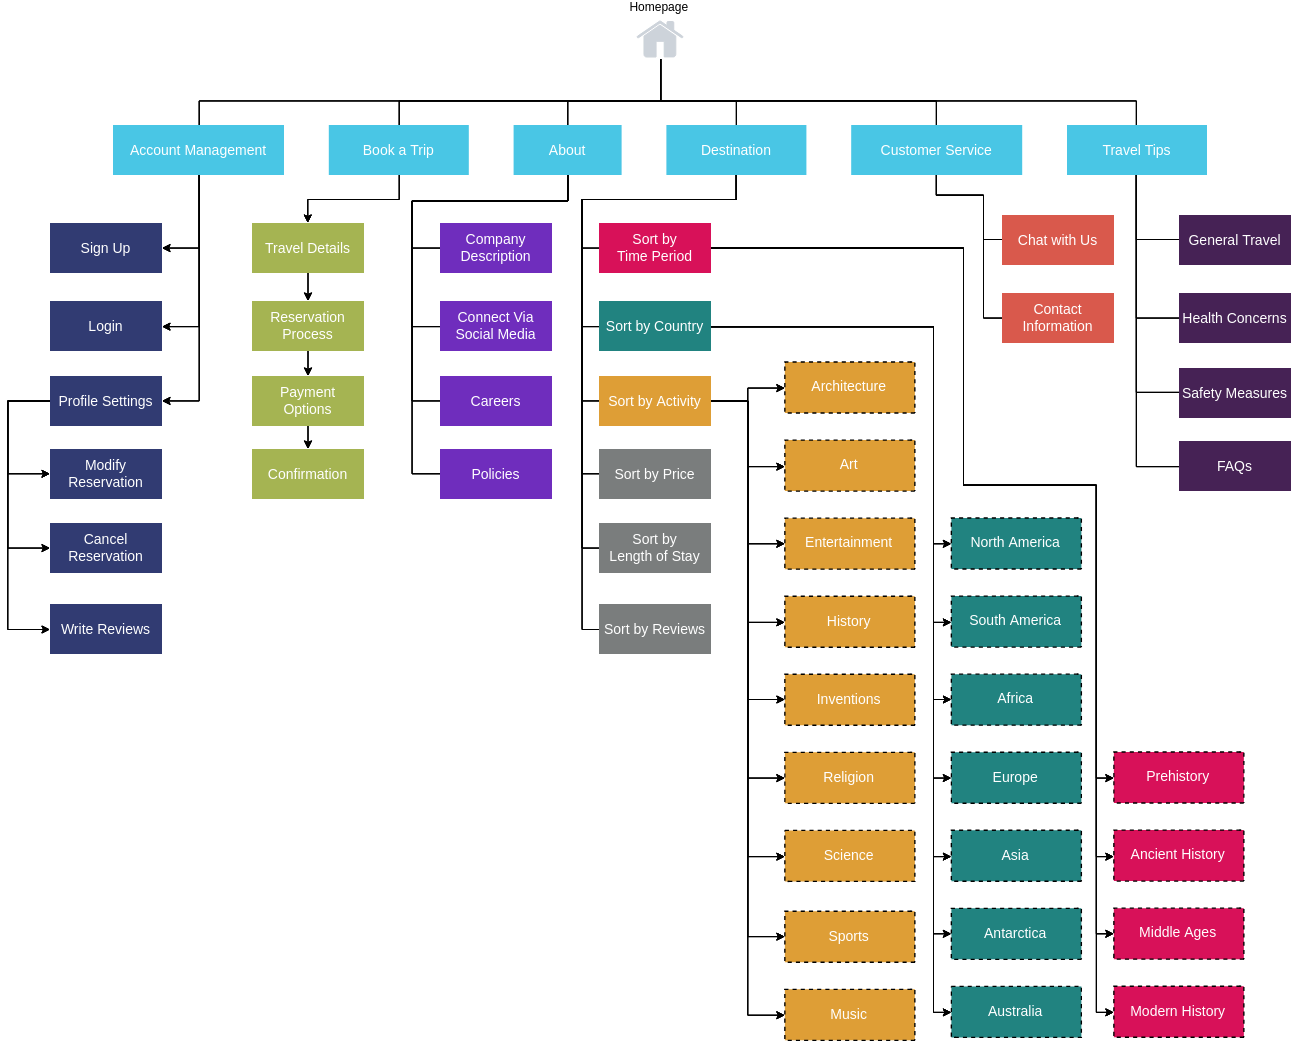 Homepage
Account Management
Book a Trip
About
Destination
Customer Service
Travel Tips
Sign Up
Login
Profile Settings
Modify
Reservation
Cancel
Reservation
Write Reviews
Travel Details
Reservation
Process
Payment
Options
Confirmation
Company
Description
Connect Via
Social Media
Careers
Policies
Sort by
Time Period
Sort by Country
Sort by Activity
Sort by Price
Sort by
Length of Stay
Sort by Reviews
Architecture
Art
Entertainment
History
Inventions
Religion
Science
Sports
Music
North America
South America
Africa
Europe
Asia
Antarctica
Australia
Prehistory
Ancient History
Middle Ages
Modern History
Chat with Us
Contact
Information
General Travel
Health Concerns
Safety Measures
FAQs